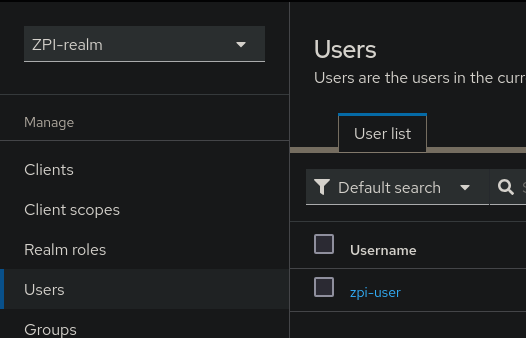 ZPI-realm
Manage
Clients
Client scopes
Realm roles
Users
Groups
Users
Users are the users in the curr
User list
Default search
Username
zpi-user